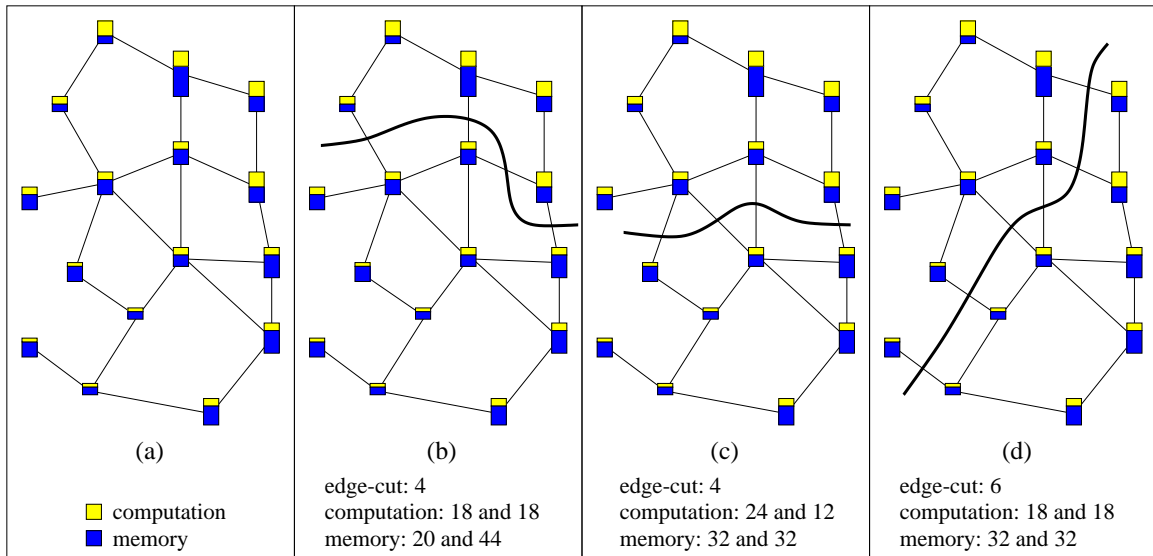 (a)
computation
memory
(b)
edge-cut: 4
computation: 18 and 18
memory: 20 and 44
(c)
edge-cut: 4
computation: 24 and 12
memory: 32 and 32
(d)
edge-cut: 6
computation: 18 and 18
memory: 32 and 32